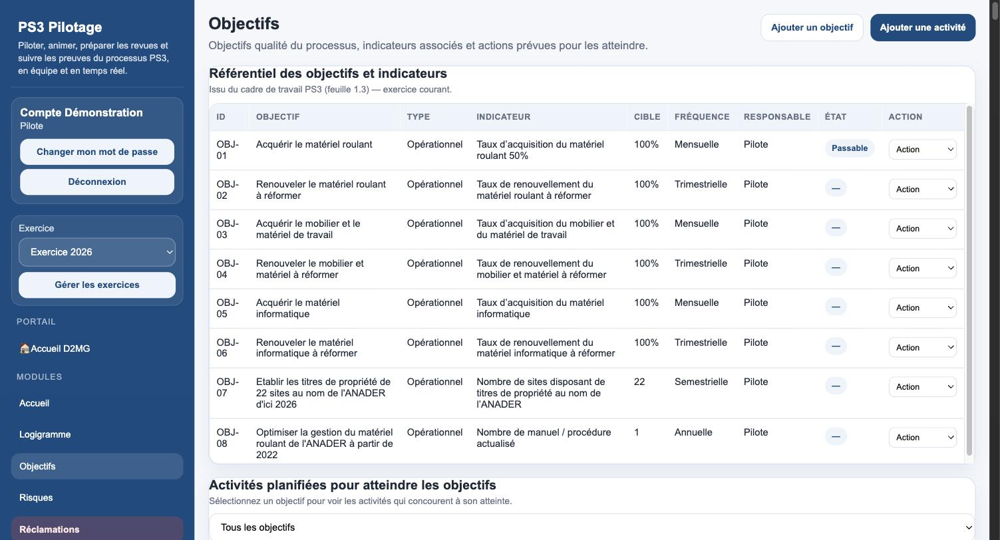 PS3 Pilotage
Piloter, animer, préparer les revues et
suivre les preuves du processus PS3,
en équipe et en temps réel.
Compte Démonstration
Pilote
Changer mon mot de passe
Déconnexion
Exercice
Exercice 2026
Gérer les exercices
PORTAIL
Accueil D2MG
MODULES
Accueil
Logigramme
Objectifs
Risques
Réclamations
Objectifs
Objectifs qualité du processus, indicateurs associés et actions prévues pour les atteindre.
Ajouter un objectif
Ajouter une activité
Référentiel des objectifs et indicateurs
Issu du cadre de travail PS3 (feuille 1.3) — exercice courant.
ID OBJECTIF TYPE INDICATEUR CIBLE FRÉQUENCE RESPONSABLE ÉTAT ACTION
OBJ- Acquérir le matériel roulant Opérationnel Taux d’acquisition du matériel 100% Mensuelle Pilote Passable Action
01 roulant 50%
OBJ- Renouveler le matériel roulant Opérationnel Taux de renouvellement du 100% Trimestrielle Pilote — Action
02 à réformer matériel roulant à réformer
OBJ- Acquérir le mobilier et le Opérationnel Taux d’acquisition du mobilier et 100% Mensuelle Pilote — Action
03 matériel de travail du matériel de travail
OBJ- Renouveler le mobilier et Opérationnel Taux de renouvellement du 100% Trimestrielle Pilote — Action
04 matériel à réformer mobilier et matériel à réformer
OBJ- Acquérir le matériel Opérationnel Taux d’acquisition du matériel 100% Mensuelle Pilote — Action
05 informatique informatique
OBJ- Renouveler le matériel Opérationnel Taux de renouvellement du 100% Trimestrielle Pilote — Action
06 informatique à réformer matériel informatique à réformer
OBJ- Etablir les titres de propriété de Opérationnel Nombre de sites disposant de 22 Semestrielle Pilote — Action
07 22 sites au nom de l'ANADER titres de propriété au nom de
d'ici 2026 l’ANADER
OBJ- Optimiser la gestion du matériel Opérationnel Nombre de manuel / procédure 1 Annuelle Pilote — Action
08 roulant de l'ANADER à partir de actualisé
2022
Activités planifiées pour atteindre les objectifs
Sélectionnez un objectif pour voir les activités qui concourent à son atteinte.
Tous les objectifs